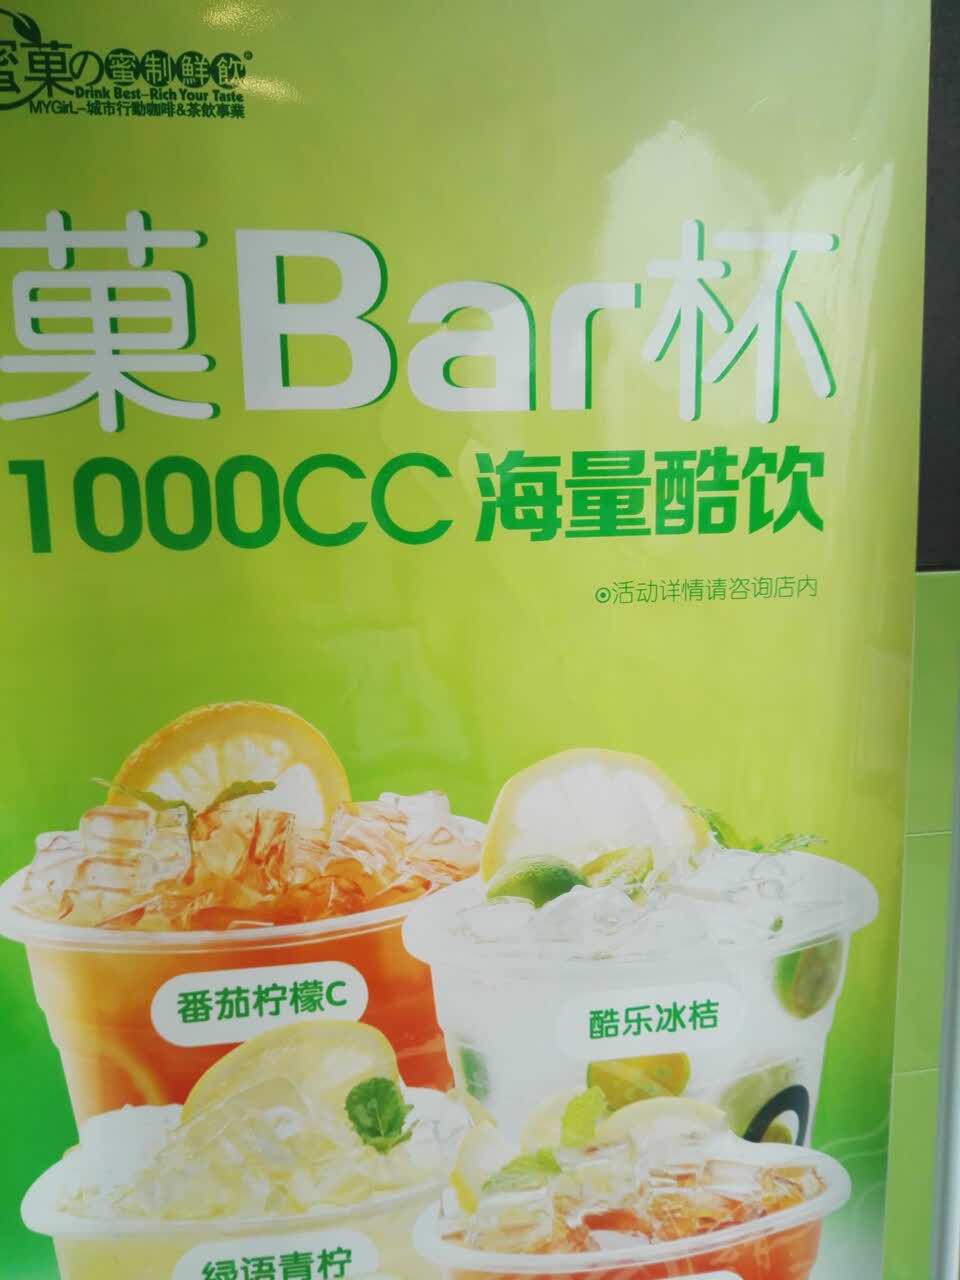 蜜菓の蜜制鮮飲
Drink Best-Rich Your Taste
MYGirL-城市行動咖啡&茶飲事業
菓Bar杯
1000CC 海量酷饮
活动详情请咨询店内
番茄柠檬C
酷乐冰桔
绿语青柠